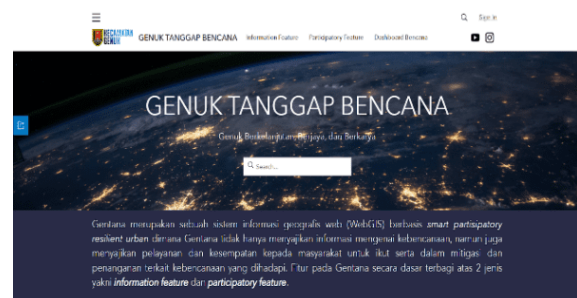 Sign In
KECAMATAN
GENUK
GENUK TANGGAP BENCANA Information Feature Participatory Feature Dashboard Bencana
GENUK TANGGAP BENCANA
Genuk Berkelanjutan, Berjaya, dan Berkarya
Search...
Gentana merupakan sebuah sistem informasi geografis web (WebGIS) berbasis smart partisipatory
resilient urban dimana Gentana tidak hanya menyajikan informasi mengenai kebencanaan, namun juga
menyajikan pelayanan dan kesempatan kepada masyarakat untuk ikut serta dalam mitigasi dan
penanganan terkait kebencanaan yang dihadapi. Fitur pada Gentana secara dasar terbagi atas 2 jenis
yakni information feature dan participatory feature.